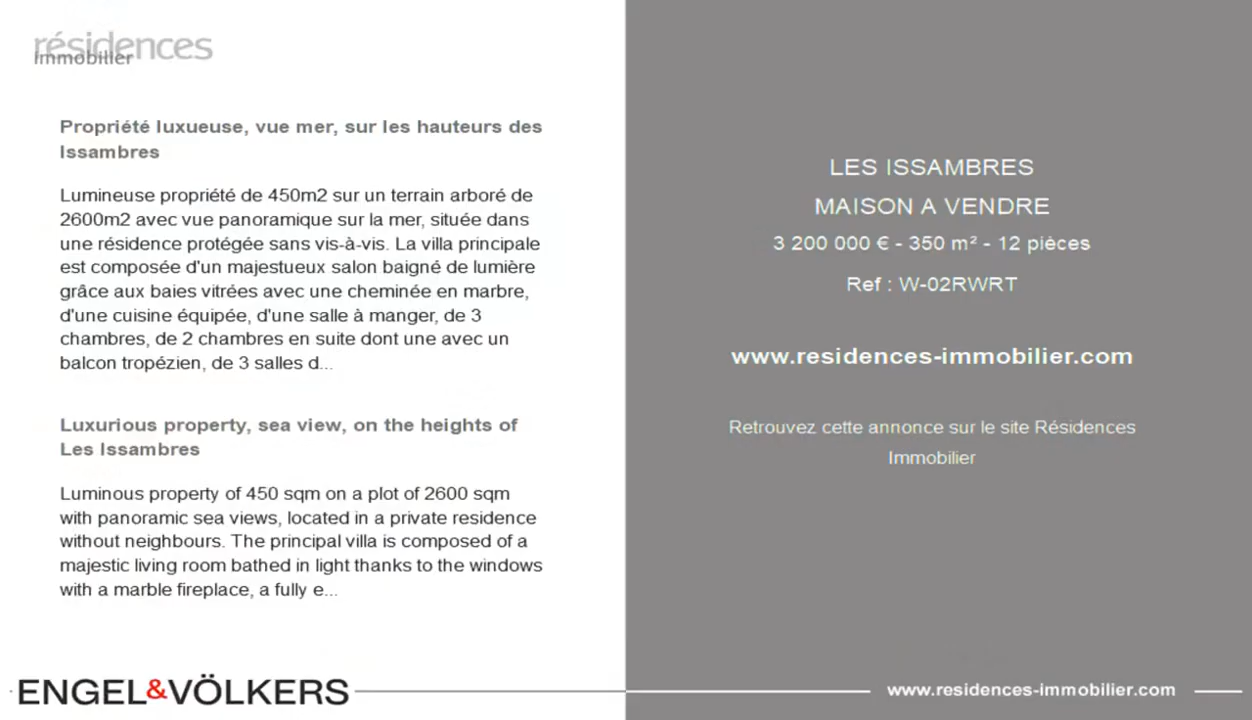 résidences
immobilier
Propriété luxueuse, vue mer, sur les hauteurs des
Issambres
Lumineuse propriété de 450m2 sur un terrain arboré de
2600m2 avec vue panoramique sur la mer, située dans
une résidence protégée sans vis-à-vis. La villa principale
est composée d'un majestueux salon baigné de lumière
grâce aux baies vitrées avec une cheminée en marbre,
d'une cuisine équipée, d'une salle à manger, de 3
chambres, de 2 chambres en suite dont une avec un
balcon tropézien, de 3 salles d...
Luxurious property, sea view, on the heights of
Les Issambres
Luminous property of 450 sqm on a plot of 2600 sqm
with panoramic sea views, located in a private residence
without neighbours. The principal villa is composed of a
majestic living room bathed in light thanks to the windows
with a marble fireplace, a fully e...
ENGEL&VÖLKERS
LES ISSAMBRES
MAISON A VENDRE
3 200 000 € - 350 m² - 12 pièces
Ref : W-02RWRT
www.residences-immobilier.com
Retrouvez cette annonce sur le site Résidences
Immobilier
www.residences-immobilier.com